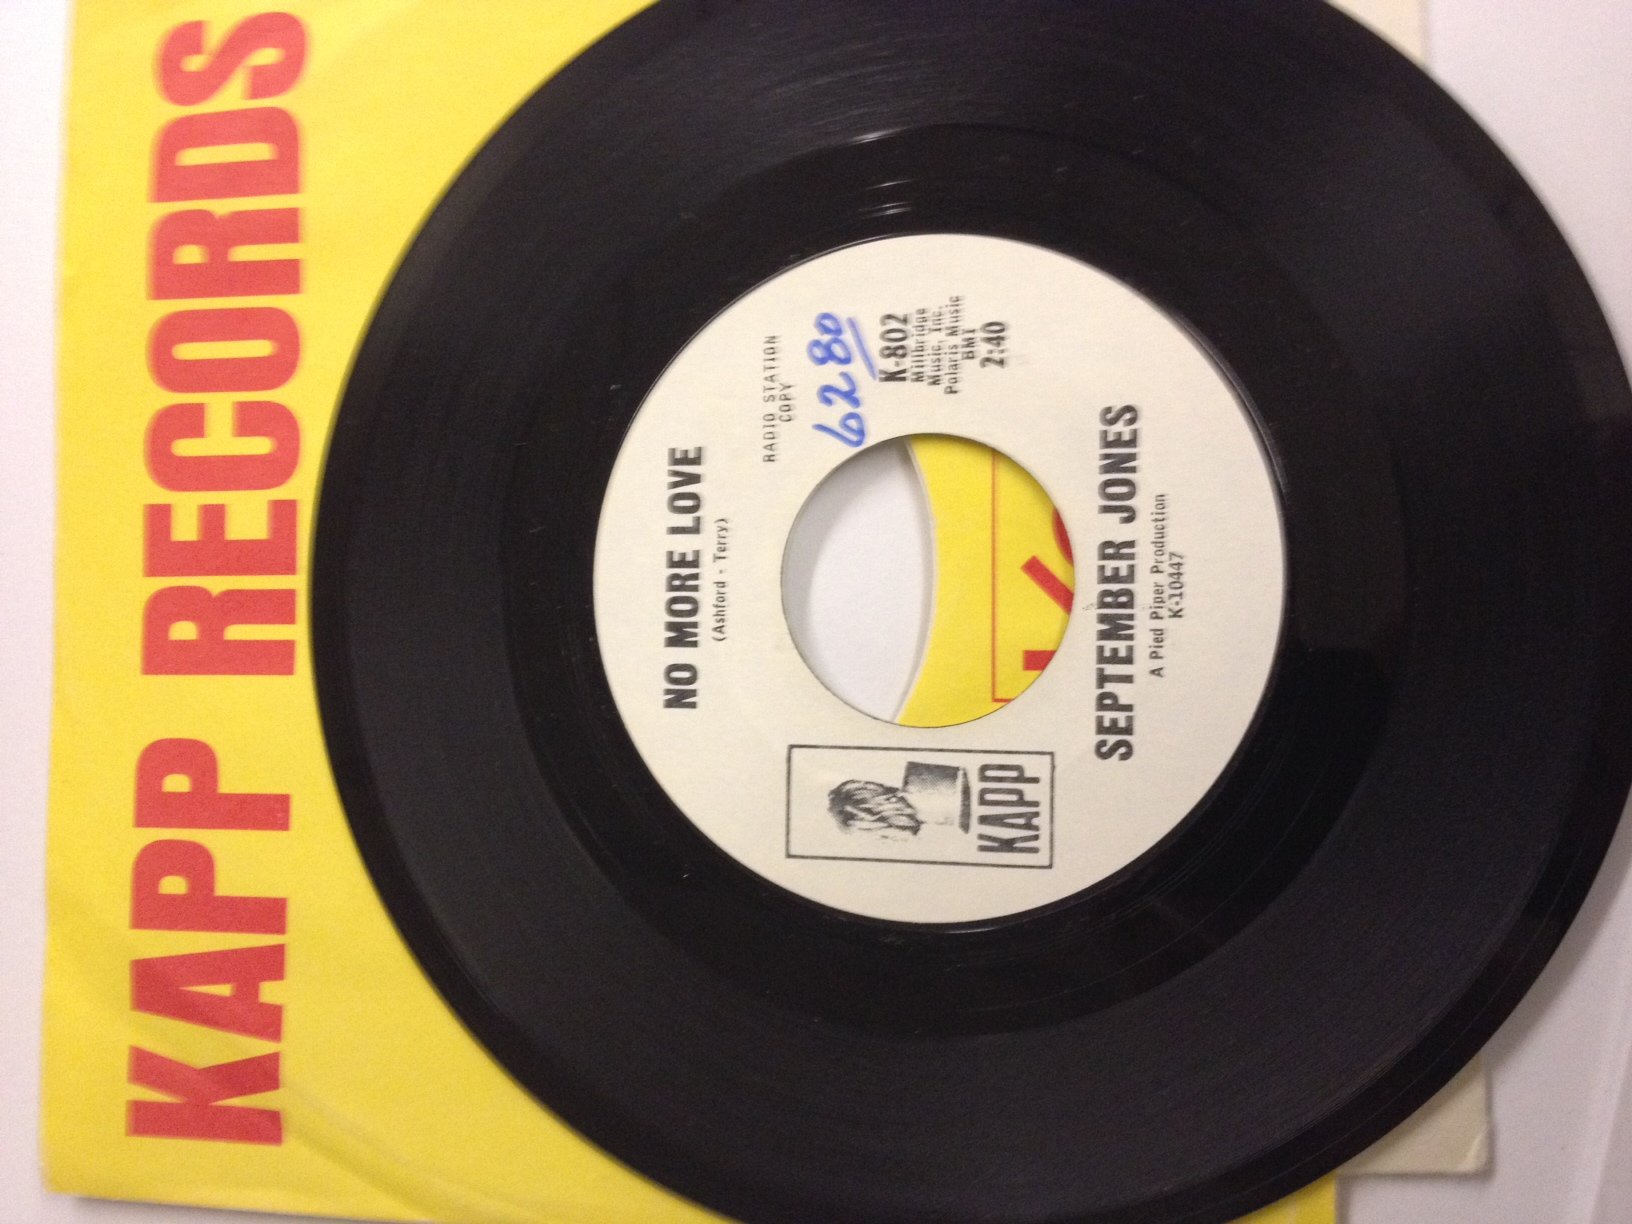 KAPP RECORDS
NO MORE LOVE
(Ashford - Terry)
RADIO STATION
COPY
6280
K-802
Millbridge
Music, Inc.
Polaris Music
BMI
2:40
KAPP
SEPTEMBER JONES
A Pied Piper Production
K-10447